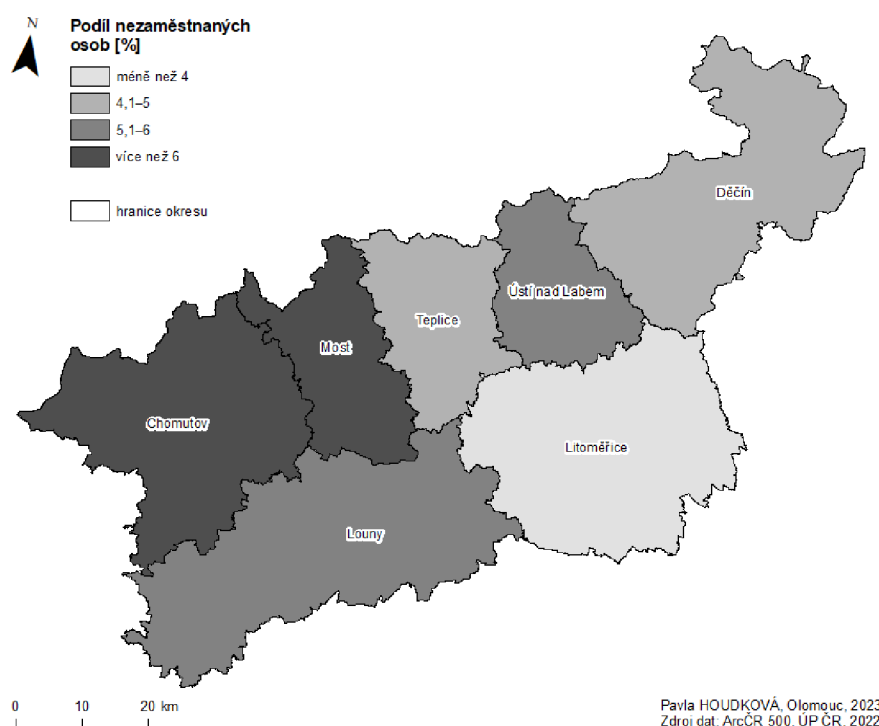 N
Podíl nezaměstnaných
osob [%]
méně než 4
4,1–5
5,1–6
více než 6
hranice okresu
Děčín
Ústí nad Labem
Teplice
Most
Chomutov
Litoměřice
Louny
0 10 20 km
Pavla HOUDKOVÁ, Olomouc, 2023
Zdroj dat: ArcČR 500, ÚP ČR, 2022